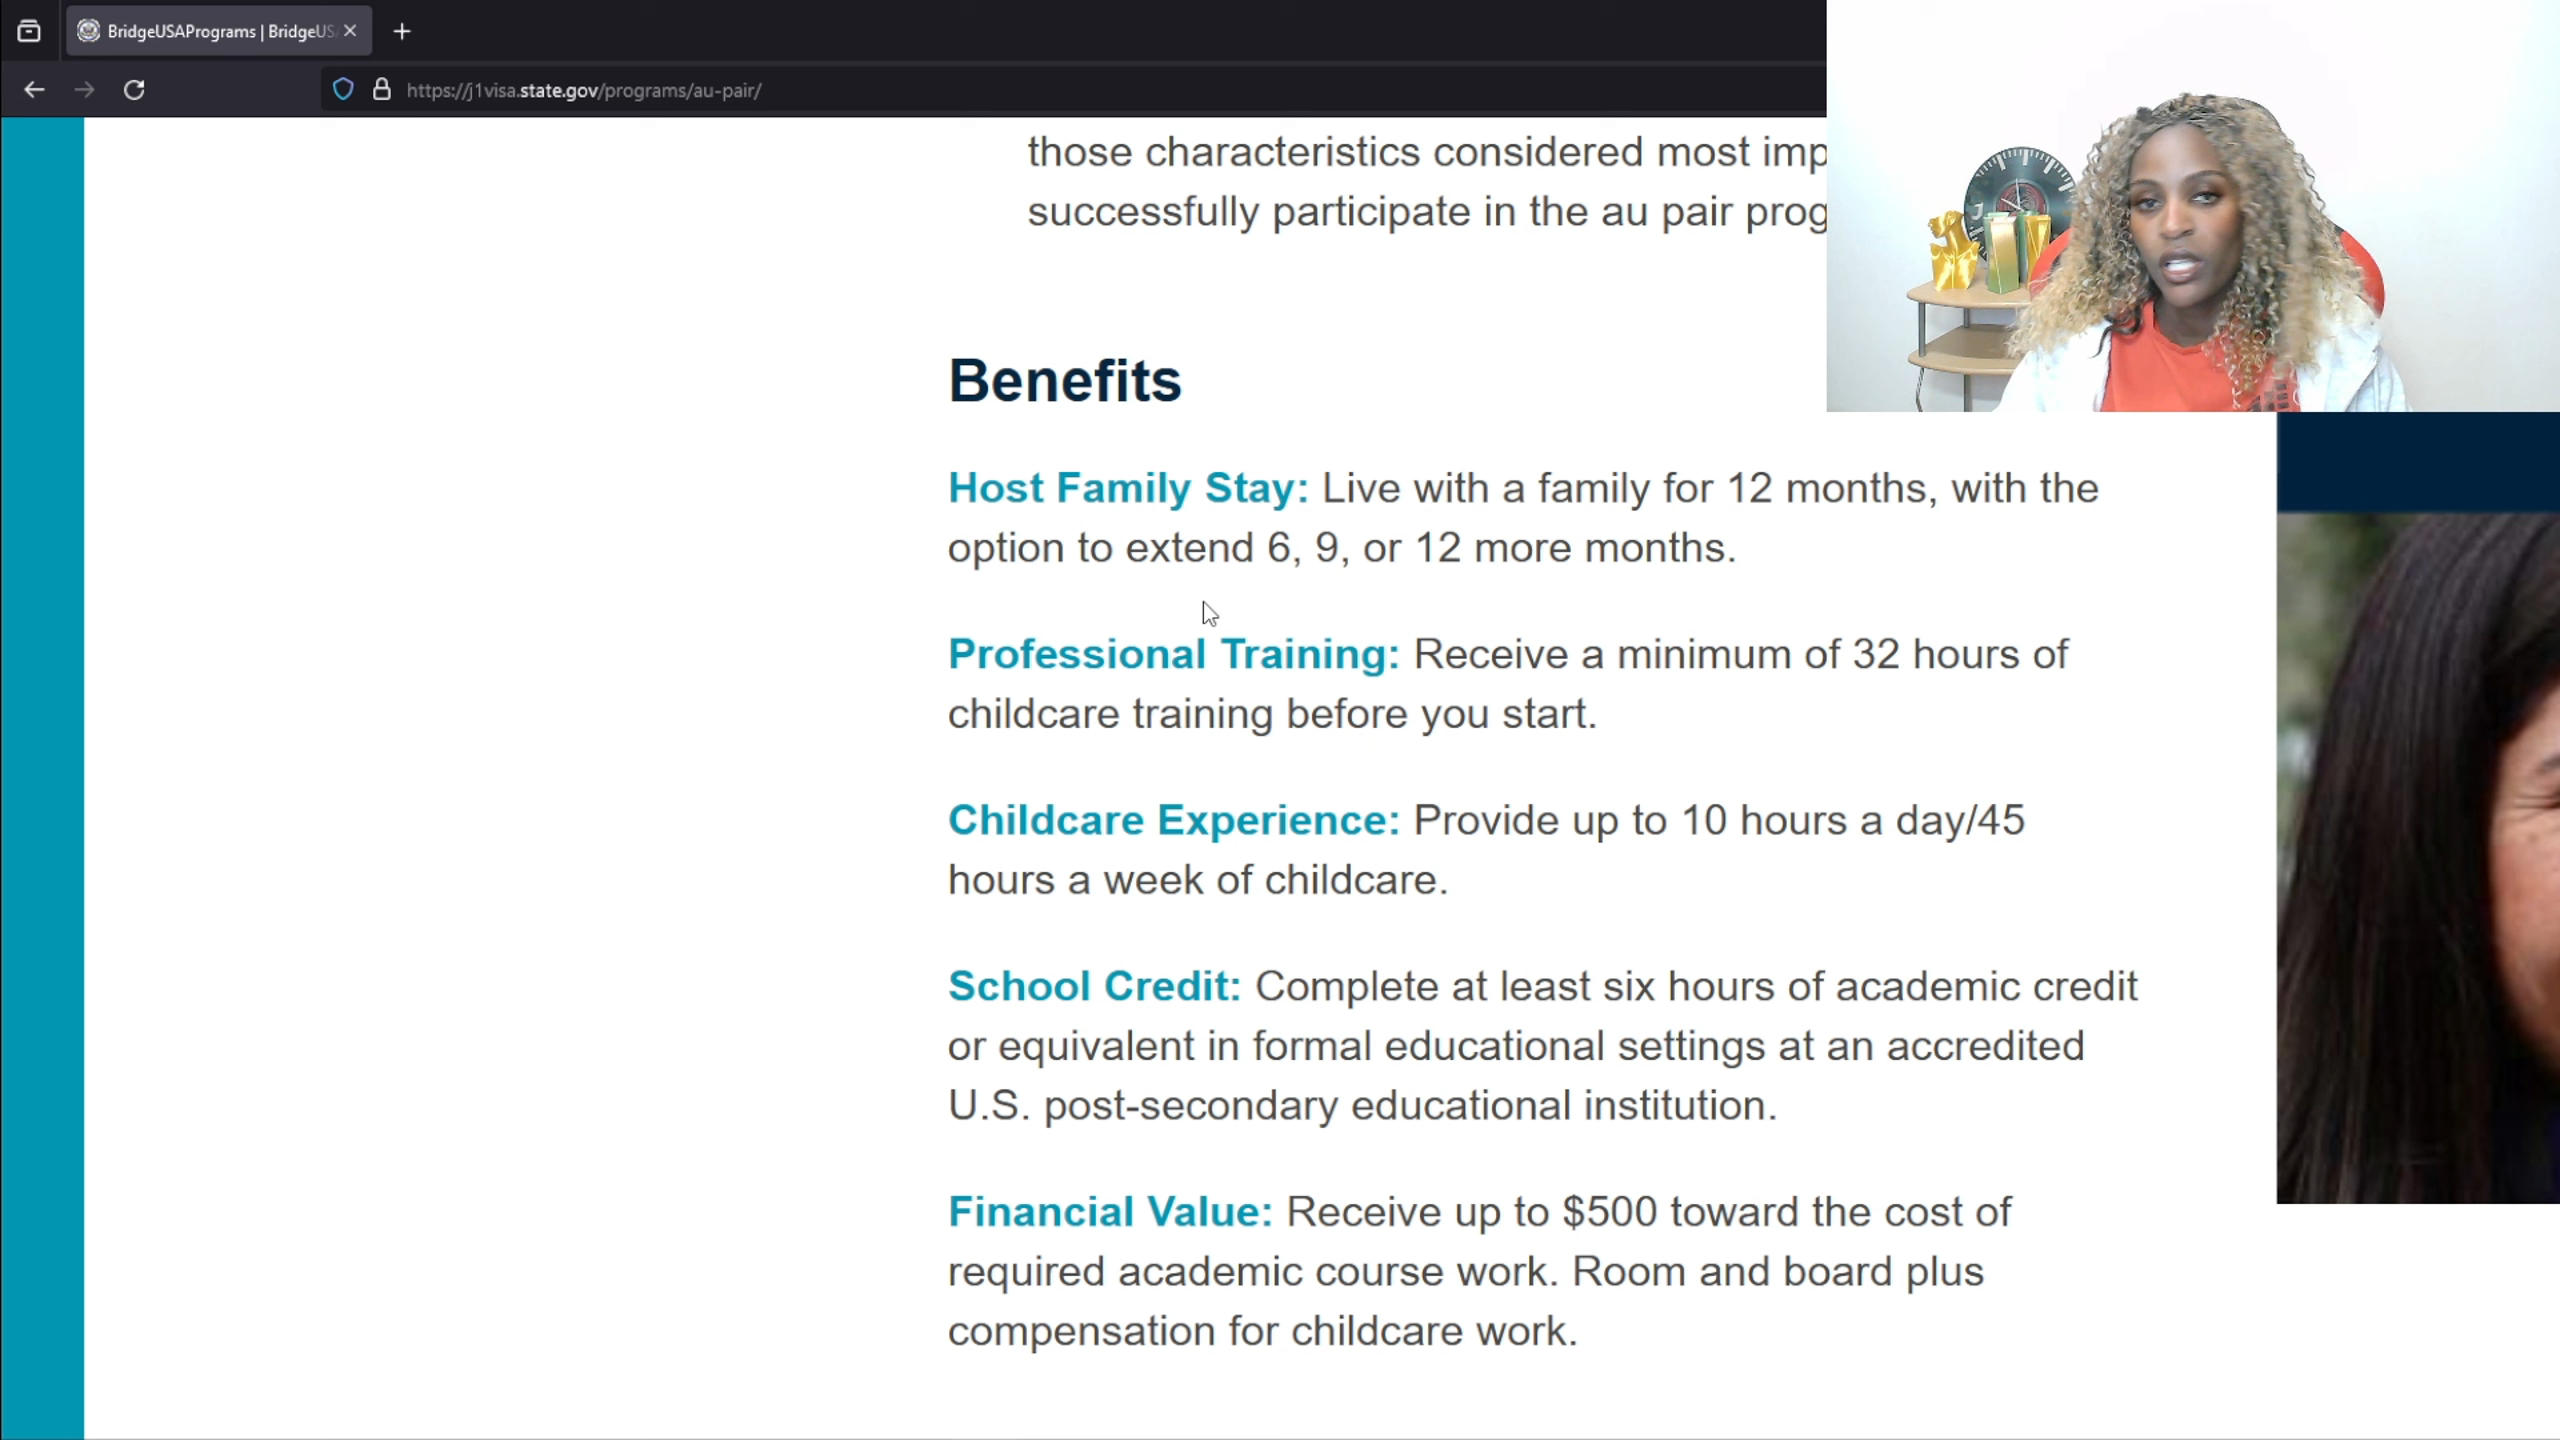 BridgeUSAPrograms | BridgeUS
https://j1visa.state.gov/programs/au-pair/
those characteristics considered most imp
successfully participate in the au pair prog
Benefits
Host Family Stay: Live with a family for 12 months, with the
option to extend 6, 9, or 12 more months.
Professional Training: Receive a minimum of 32 hours of
childcare training before you start.
Childcare Experience: Provide up to 10 hours a day/45
hours a week of childcare.
School Credit: Complete at least six hours of academic credit
or equivalent in formal educational settings at an accredited
U.S. post-secondary educational institution.
Financial Value: Receive up to $500 toward the cost of
required academic course work. Room and board plus
compensation for childcare work.